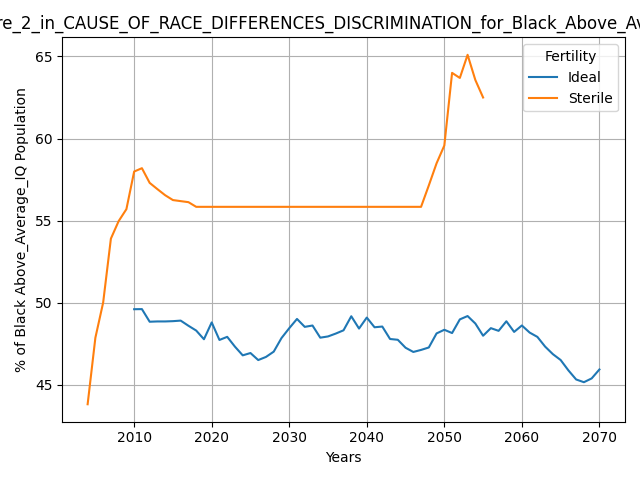 re_2_in_CAUSE_OF_RACE_DIFFERENCES_DISCRIMINATION_for_Black_Above_Av
Fertility
Ideal
Sterile
% of Black Above_Average_IQ Population
65
60
55
50
45
2010 2020 2030 2040 2050 2060 2070
Years